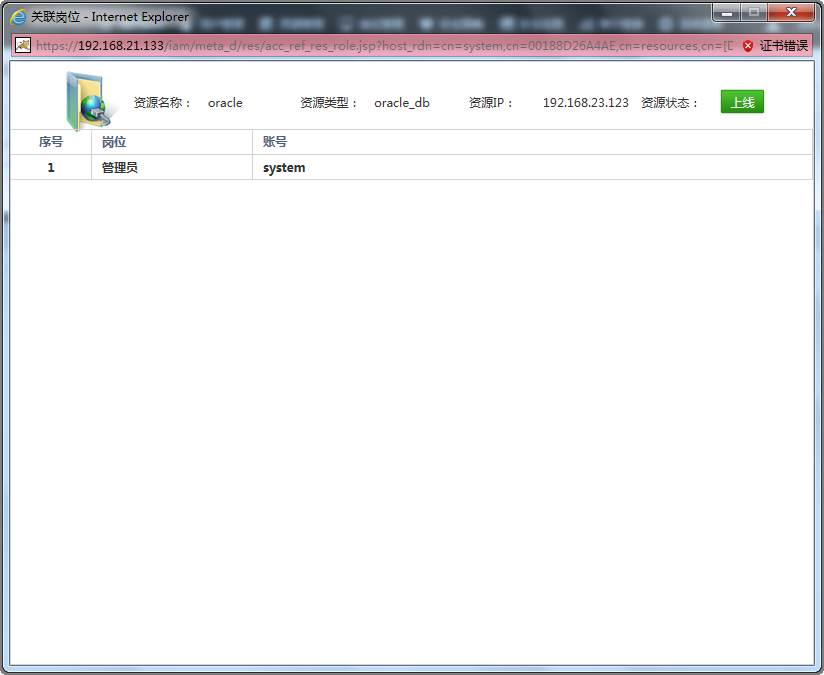 关联岗位 - Internet Explorer
https://192.168.21.133/iam/meta_d/res/acc_ref_res_role.jsp?host_rdn=cn=system,cn=00188D26A4AE,cn=resources,cn=[D 证书错误
资源名称： oracle 资源类型： oracle_db 资源IP： 192.168.23.123 资源状态： 上线
序号 岗位 账号
1 管理员 system